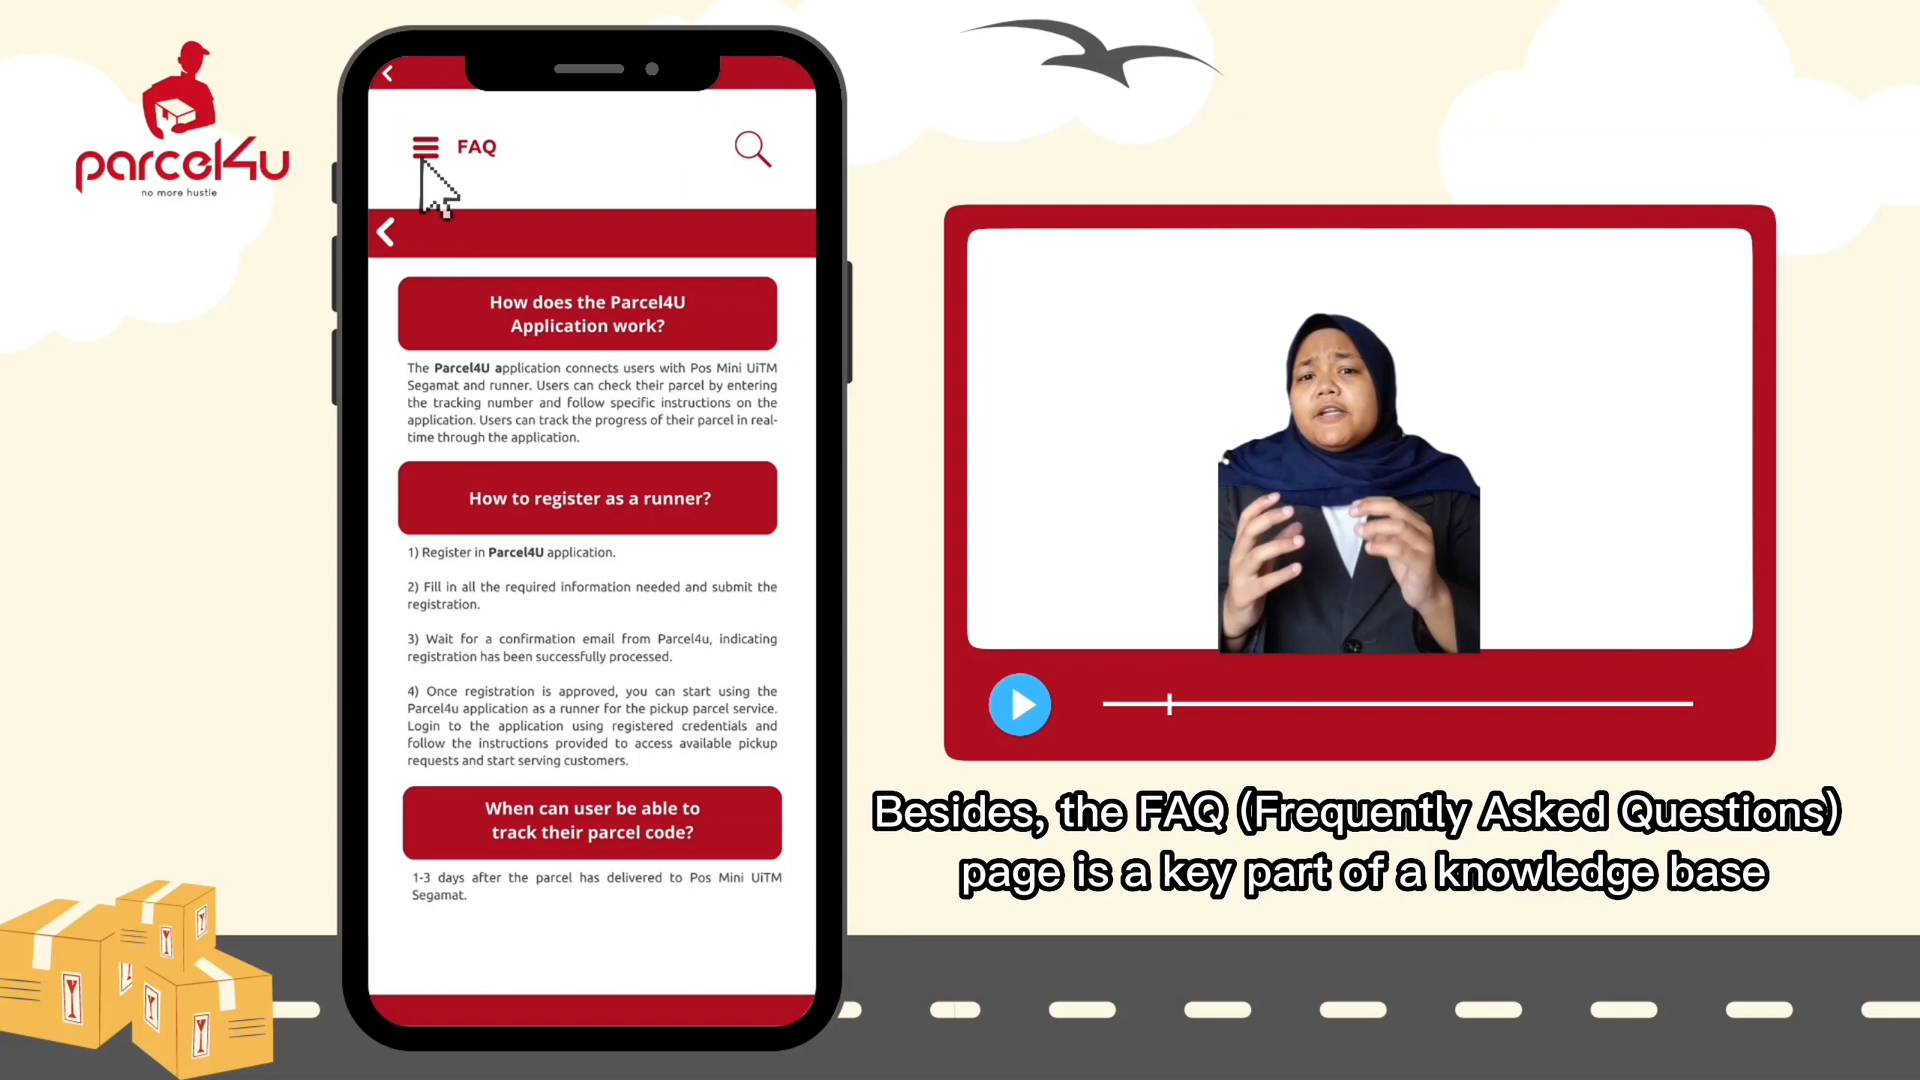 parcel4u
no more hustle
FAQ
How does the Parcel4U
Application work?
The Parcel4U application connects users with Pos Mini UiTM
Segamat and runner. Users can check their parcel by entering
the tracking number and follow specific instructions on the
application. Users can track the progress of their parcel in real-
time through the application.
How to register as a runner?
1) Register in Parcel4U application.
2) Fill in all the required information needed and submit the
registration.
3) Wait for a confirmation email from Parcel4u, indicating
registration has been successfully processed.
4) Once registration is approved, you can start using the
Parcel4u application as a runner for the pickup parcel service.
Login to the application using registered credentials and
follow the instructions provided to access available pickup
requests and start serving customers.
When can user be able to
track their parcel code?
1-3 days after the parcel has delivered to Pos Mini UiTM
Segamat.
Besides, the FAQ (Frequently Asked Questions)
page is a key part of a knowledge base